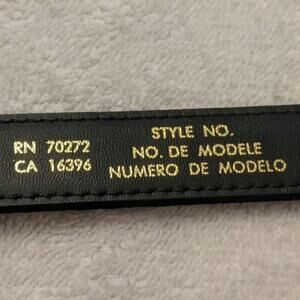 RN 70272
CA 16396
STYLE NO.
NO. DE MODELE
NUMERO DE MODELO